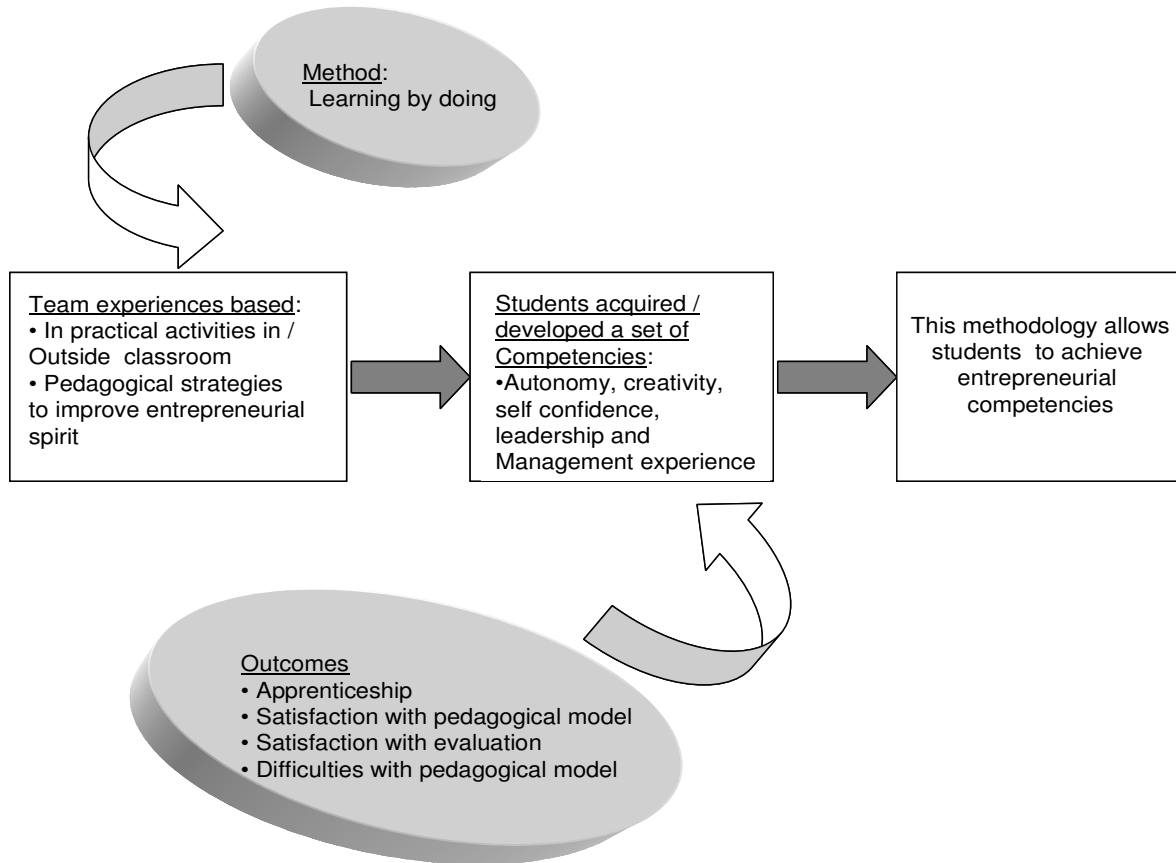 Method:
Learning by doing
Team experiences based:
• In practical activities in /
Outside classroom
• Pedagogical strategies
to improve entrepreneurial
spirit
Students acquired /
developed a set of
Competencies:
•Autonomy, creativity,
self confidence,
leadership and
Management experience
This methodology allows
students to achieve
entrepreneurial
competencies
Outcomes
• Apprenticeship
• Satisfaction with pedagogical model
• Satisfaction with evaluation
• Difficulties with pedagogical model